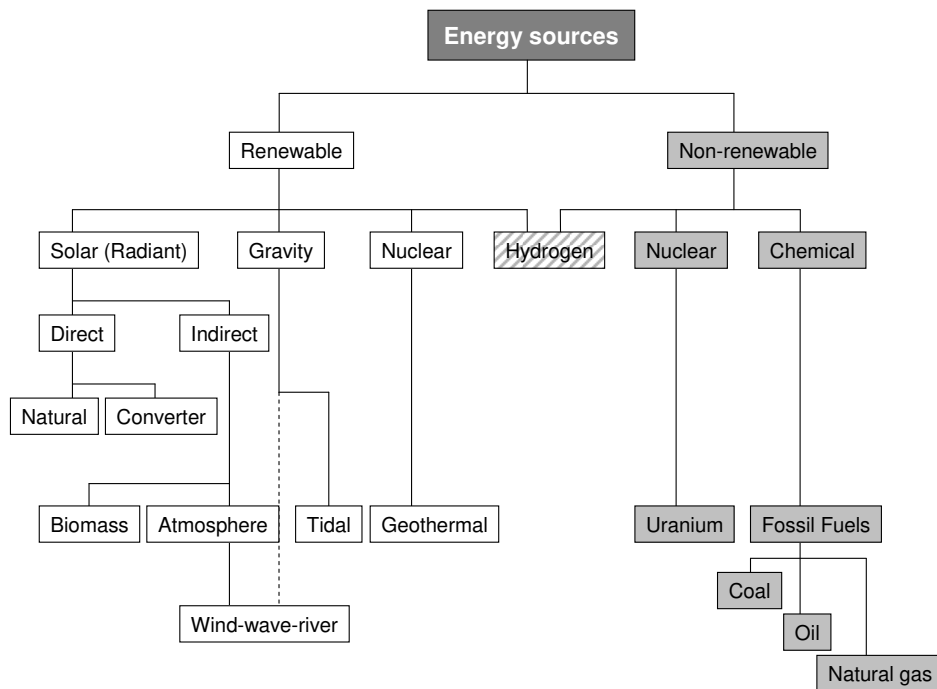 Energy sources
Renewable
Non-renewable
Solar (Radiant)
Gravity
Nuclear
Hydrogen
Nuclear
Chemical
Direct
Indirect
Natural
Converter
Biomass
Atmosphere
Tidal
Geothermal
Uranium
Fossil Fuels
Coal
Wind-wave-river
Oil
Natural gas